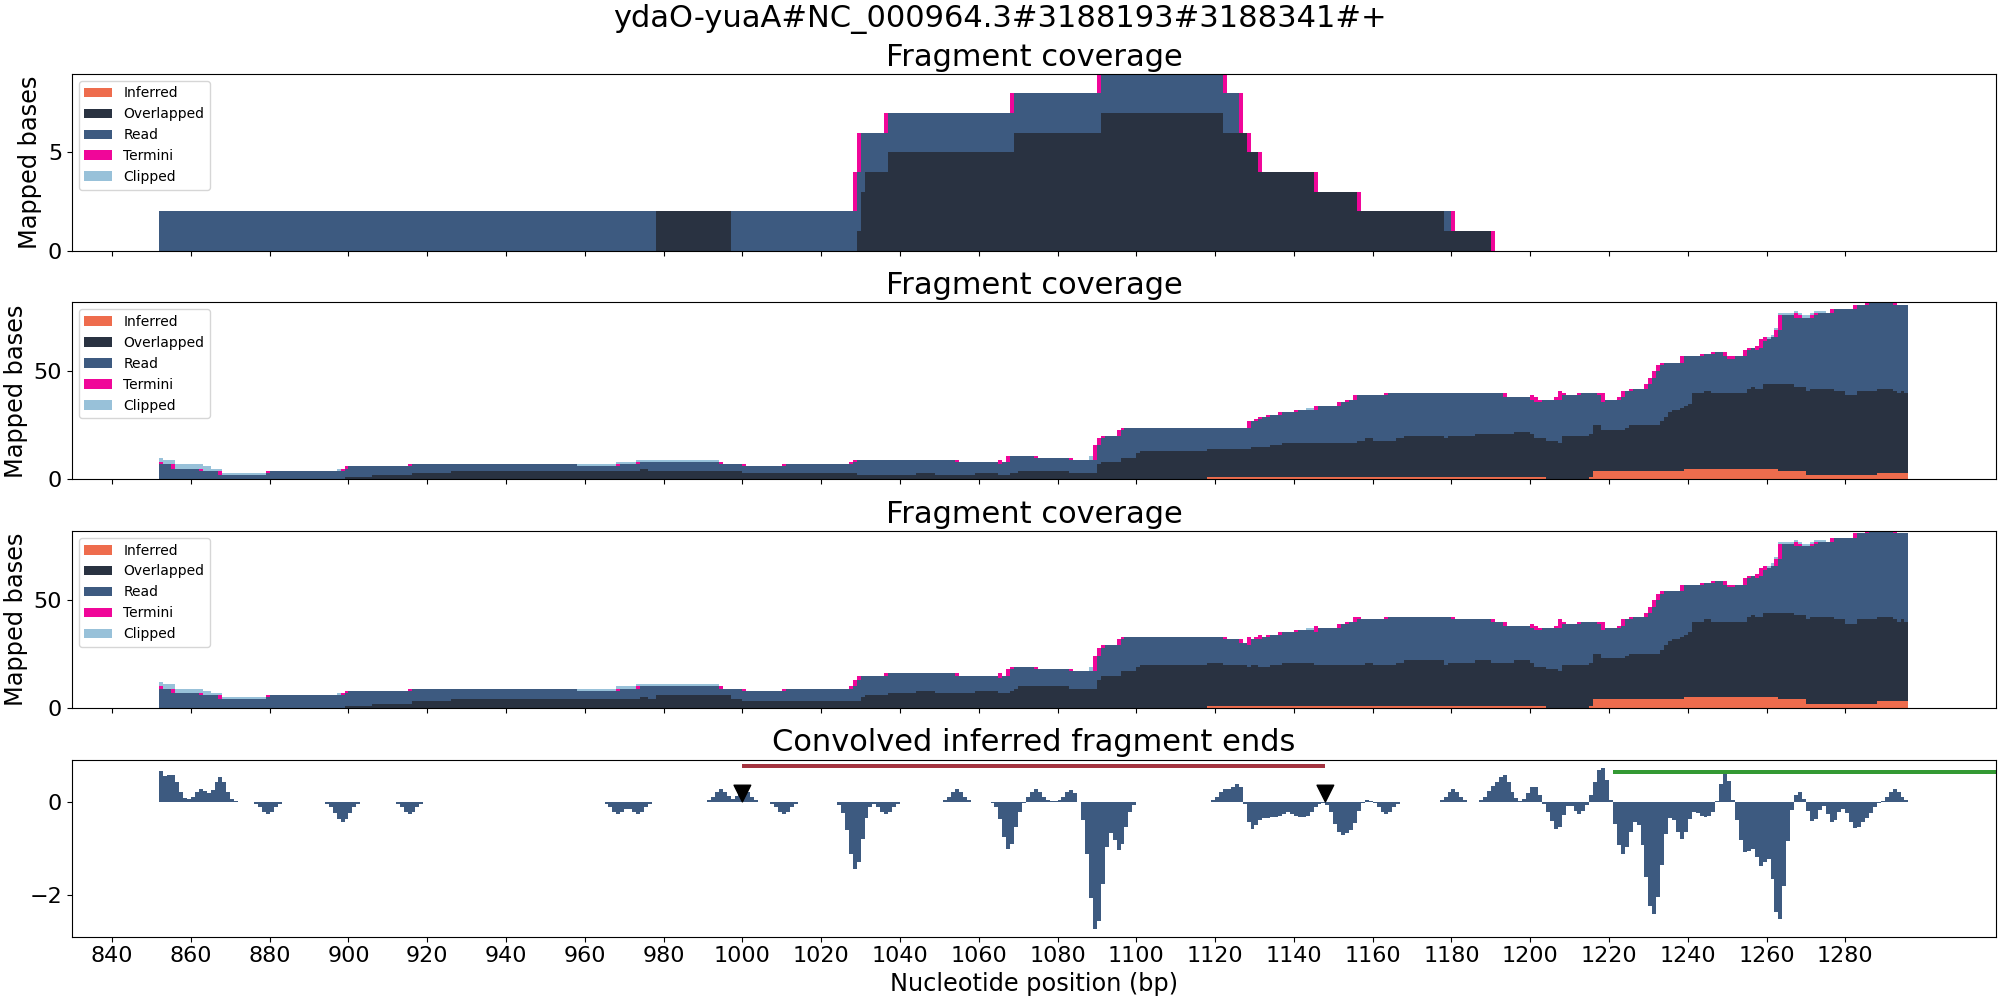 ydaO-yuaA#NC_000964.3#3188193#3188341#+
Fragment coverage
Mapped bases
5
0
Inferred
Overlapped
Read
Termini
Clipped
Fragment coverage
Mapped bases
50
0
Inferred
Overlapped
Read
Termini
Clipped
Fragment coverage
Mapped bases
50
0
Inferred
Overlapped
Read
Termini
Clipped
Convolved inferred fragment ends
0
−2
840 860 880 900 920 940 960 980 1000 1020 1040 1060 1080 1100 1120 1140 1160 1180 1200 1220 1240 1260 1280
Nucleotide position (bp)